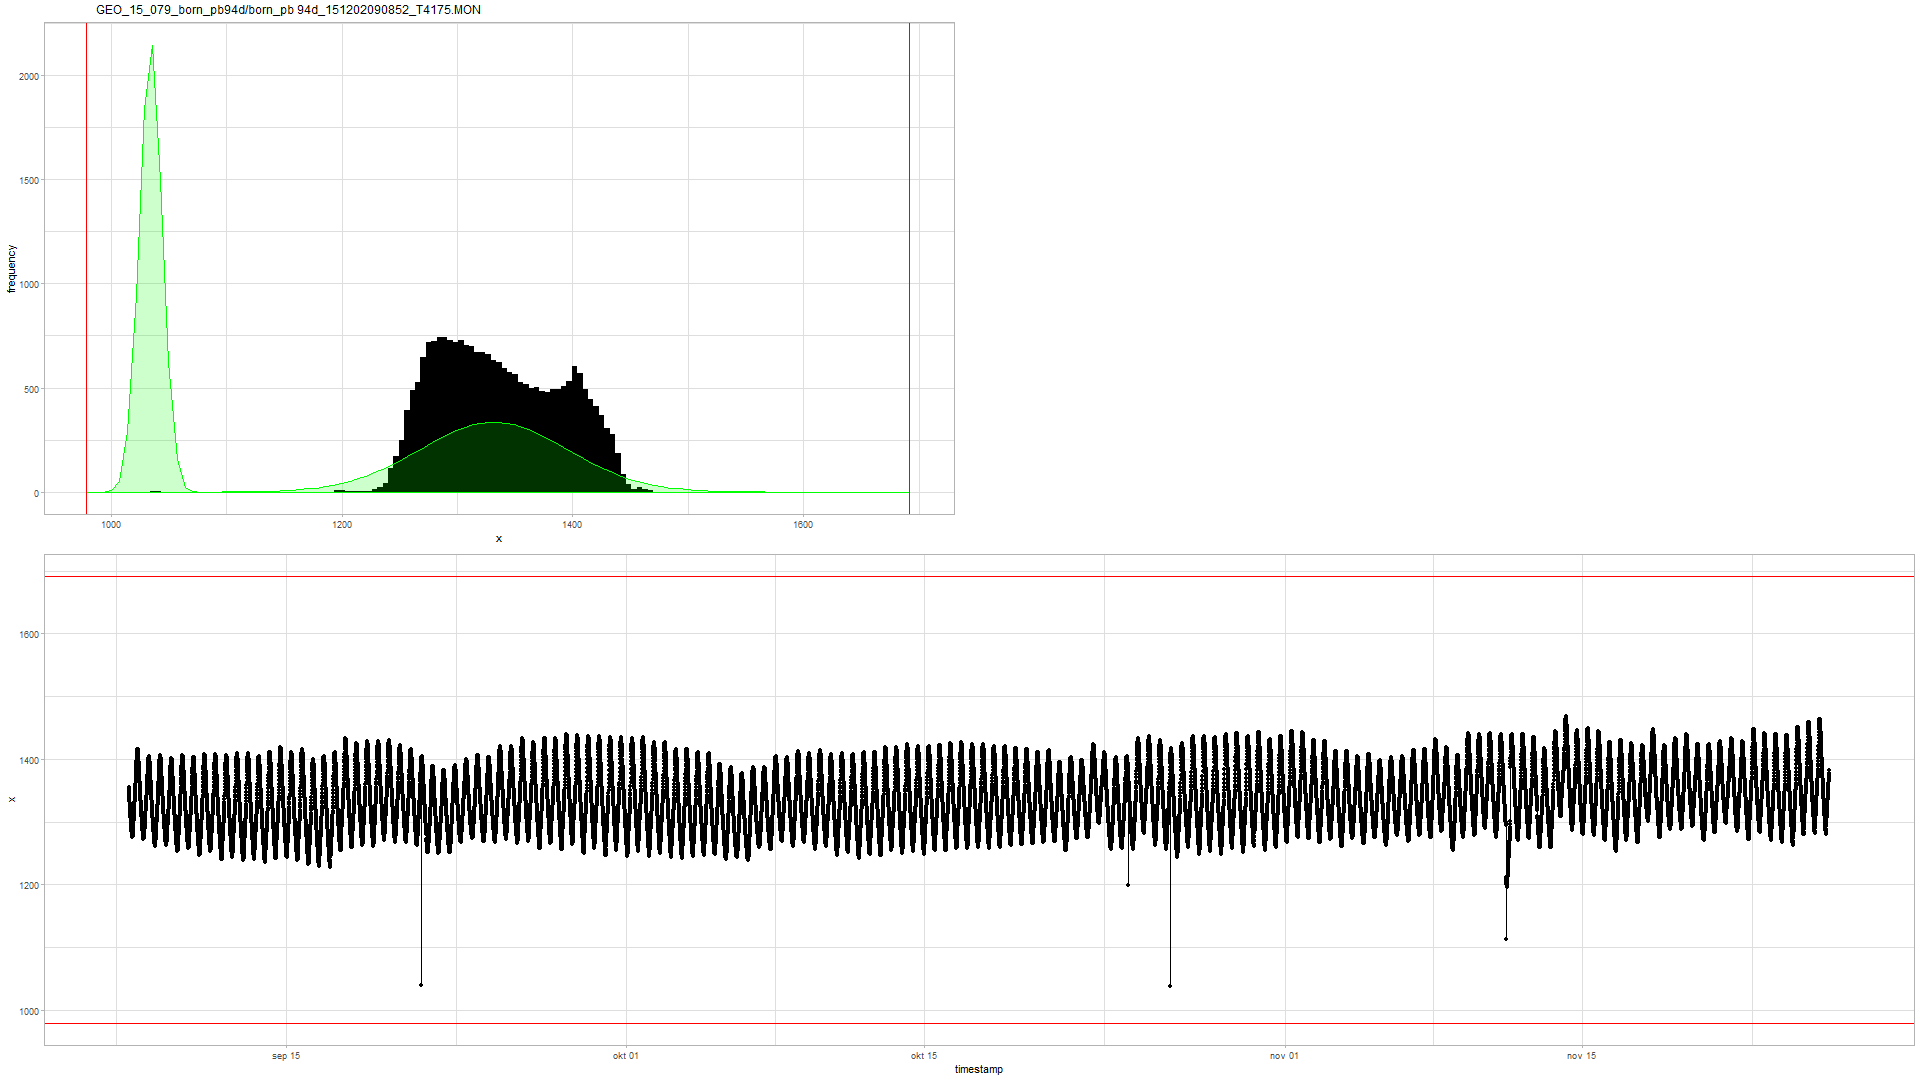 GEO_15_079_born_pb94d/born_pb 94d_151202090852_T4175.MON
frequency
2000
1500
1000
500
0
1000 1200 1400 1600
x
x
1600
1400
1200
1000
sep 15 okt 01 okt 15 nov 01 nov 15
timestamp